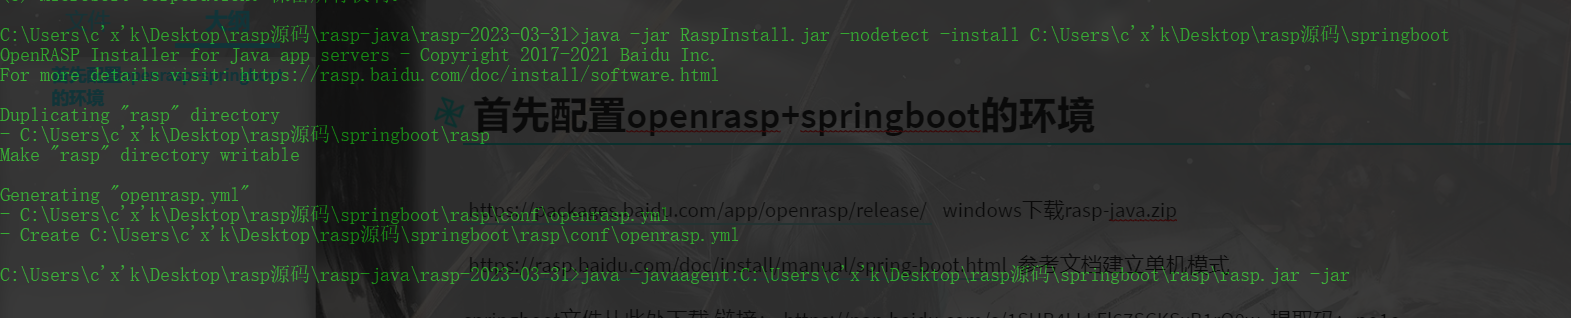 C:\Users\c'x'k\Desktop\rasp源码\rasp-java\rasp-2023-03-31>java -jar RaspInstall.jar -nodetect -install C:\Users\c'x'k\Desktop\rasp源码\springboot
OpenRASP Installer for Java app servers - Copyright 2017-2021 Baidu Inc.
For more details visit: https://rasp.baidu.com/doc/install/software.html
的环境
首先配置openrasp+springboot的环境
Duplicating "rasp" directory
- C:\Users\c'x'k\Desktop\rasp源码\springboot\rasp
Make "rasp" directory writable
Generating "openrasp.yml"
- C:\Users\c'x'k\Desktop\rasp源码\springboot\rasp\conf\openrasp.yml
https://packages.baidu.com/app/openrasp/release/ windows下载rasp-java.zip
- Create C:\Users\c'x'k\Desktop\rasp源码\springboot\rasp\conf\openrasp.yml
https://rasp.baidu.com/doc/install/manual/spring-boot.html 参考文档建立单机模式
C:\Users\c'x'k\Desktop\rasp源码\rasp-java\rasp-2023-03-31>java -javaagent:C:\Users\c'x'k\Desktop\rasp源码\springboot\rasp\rasp.jar -jar